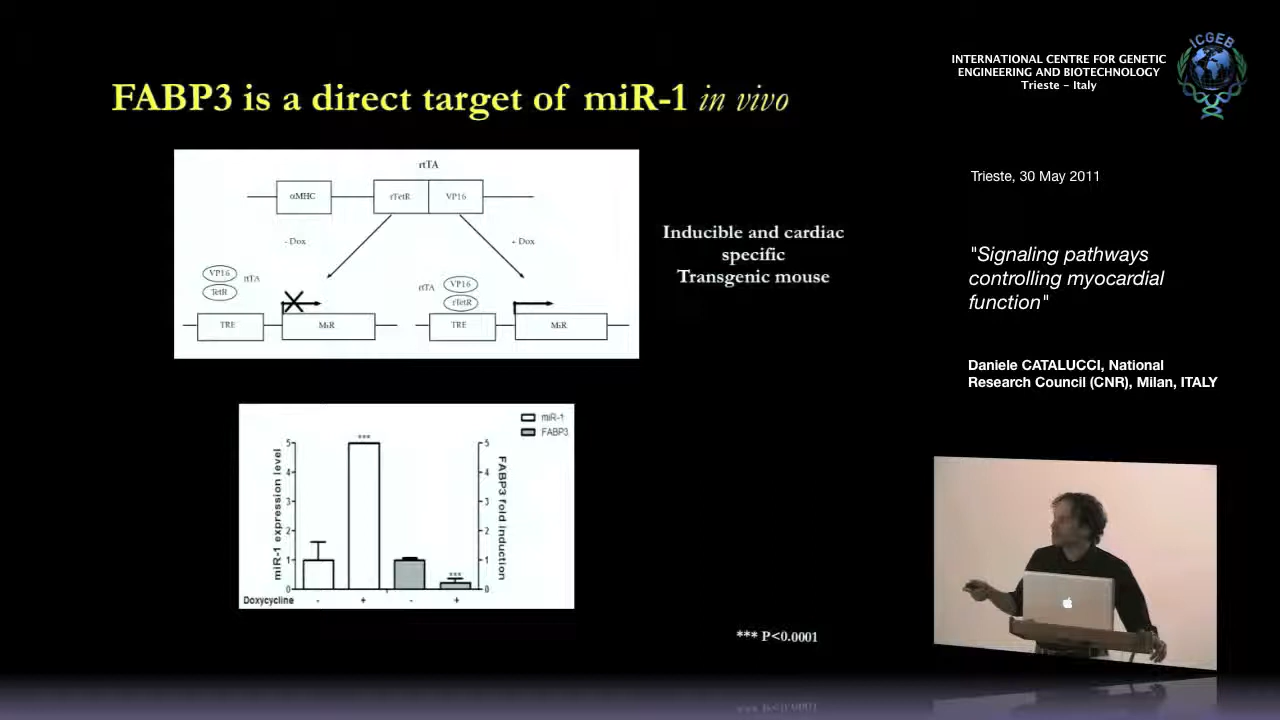 FABP3 is a direct target of miR-1 in vivo
INTERNATIONAL CENTRE FOR GENETIC
ENGINEERING AND BIOTECHNOLOGY
Trieste - Italy
ICGEB
Trieste, 30 May 2011
"Signaling pathways
controlling myocardial
function"
Daniele CATALUCCI, National
Research Council (CNR), Milan, ITALY
rtTA
αMHC
rTetR
VP16
- Dox
+ Dox
VP16
TetR
rtTA
TRE
MiR
rtTA
VP16
rTetR
TRE
MiR
Inducible and cardiac
specific
Transgenic mouse
miR-1
FABP3
miR-1 expression level
5
4
3
2
1
0
***
***
5
4
3
2
1
0
FABP3 fold induction
Doxycycline - + - +
*** P<0.0001